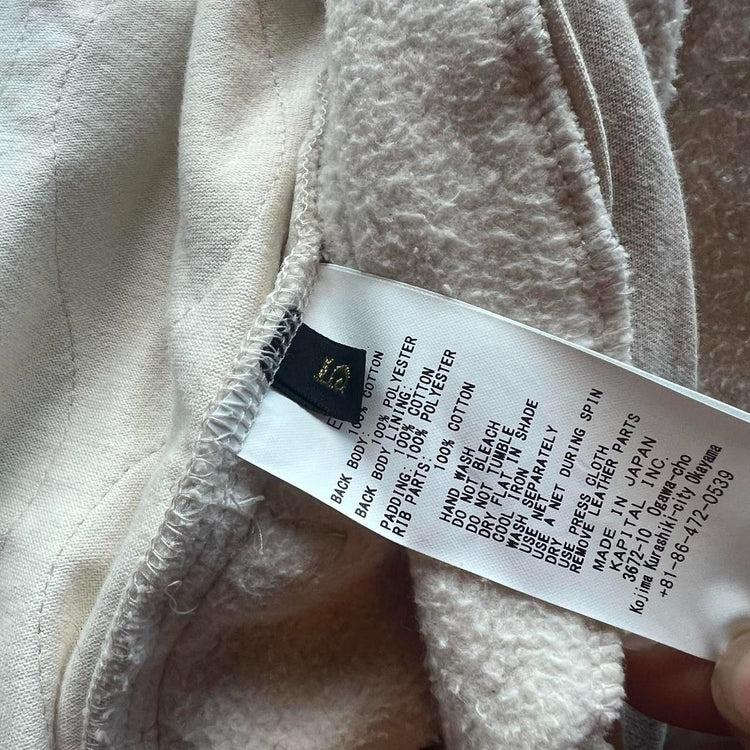 5
BACK BODY: 100% COTTON
100% POLYESTER
BACK BODY LINING:
100% COTTON
PADDING: 100% POLYESTER
RIB PARTS: 100% COTTON
HAND WASH
DO NOT BLEACH
DO NOT TUMBLE
DRY FLAT IN SHADE
COOL IRON
WASH SEPARATELY
USE NET
USE A NET DURING SPIN
DRY
USE PRESS CLOTH
REMOVE LEATHER PARTS
MADE IN JAPAN
KAPITAL INC.
3672-10 Ogawa-cho
Kojima Kurashiki-city Okayama
+81-86-472-0539